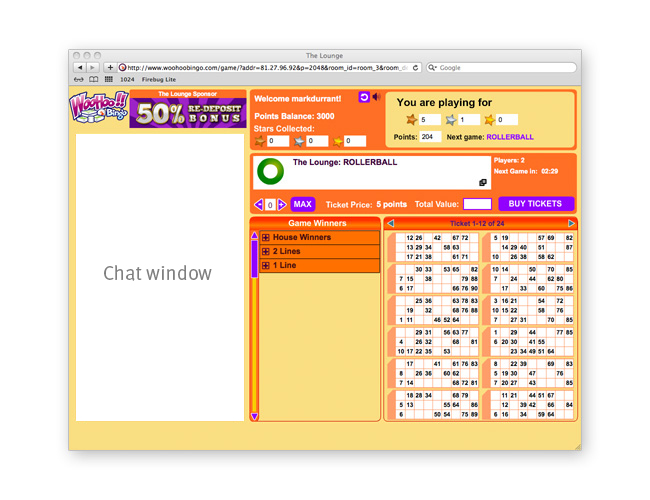 The Lounge
http://www.woohoobingo.com/game/?addr=81.27.96.92&p=2048&room_id=room_3&room_d
Google
1024 Firebug Lite
WooHoo!! Bingo
The Lounge Sponsor
50% RE-DEPOSIT BONUS
Welcome markdurrant!
Points Balance: 3000
Stars Collected:
0 0 0
You are playing for
5 1 0
Points: 204 Next game: ROLLERBALL
The Lounge: ROLLERBALL
Players: 2
Next Game in: 02:29
0 MAX Ticket Price: 5 points Total Value: BUY TICKETS
Chat window
Game Winners
House Winners
2 Lines
1 Line
Ticket 1-12 of 24
12 26 42 67 72
13 29 34 58 63
17 21 38 61 71
5 19 57 69 82
14 29 40 51 87
10 26 38 58 62
30 33 53 65 82
15 38 79 88
6 17 66 76 90
10 14 50 70 85
7 24 44 62 80
17 33 60 75 86
25 36 63 78 83
19 32 68 76 88
1 11 46 52 64
3 16 21 54 72
10 15 22 58 76
7 27 31 70 85
29 31 56 63 77
4 26 32 68 81
10 17 22 35 53
1 29 44 77 85
6 20 30 41 55
23 34 49 51 64
17 41 61 76 83
8 26 36 60 62
7 14 68 72 81
8 22 39 64 69
5 19 30 47 76
7 20 27 43 85
18 28 34 68 79
5 13 55 64 86
6 50 54 75 89
11 21 44 51 67
12 39 42 66 84
6 16 34 59 64